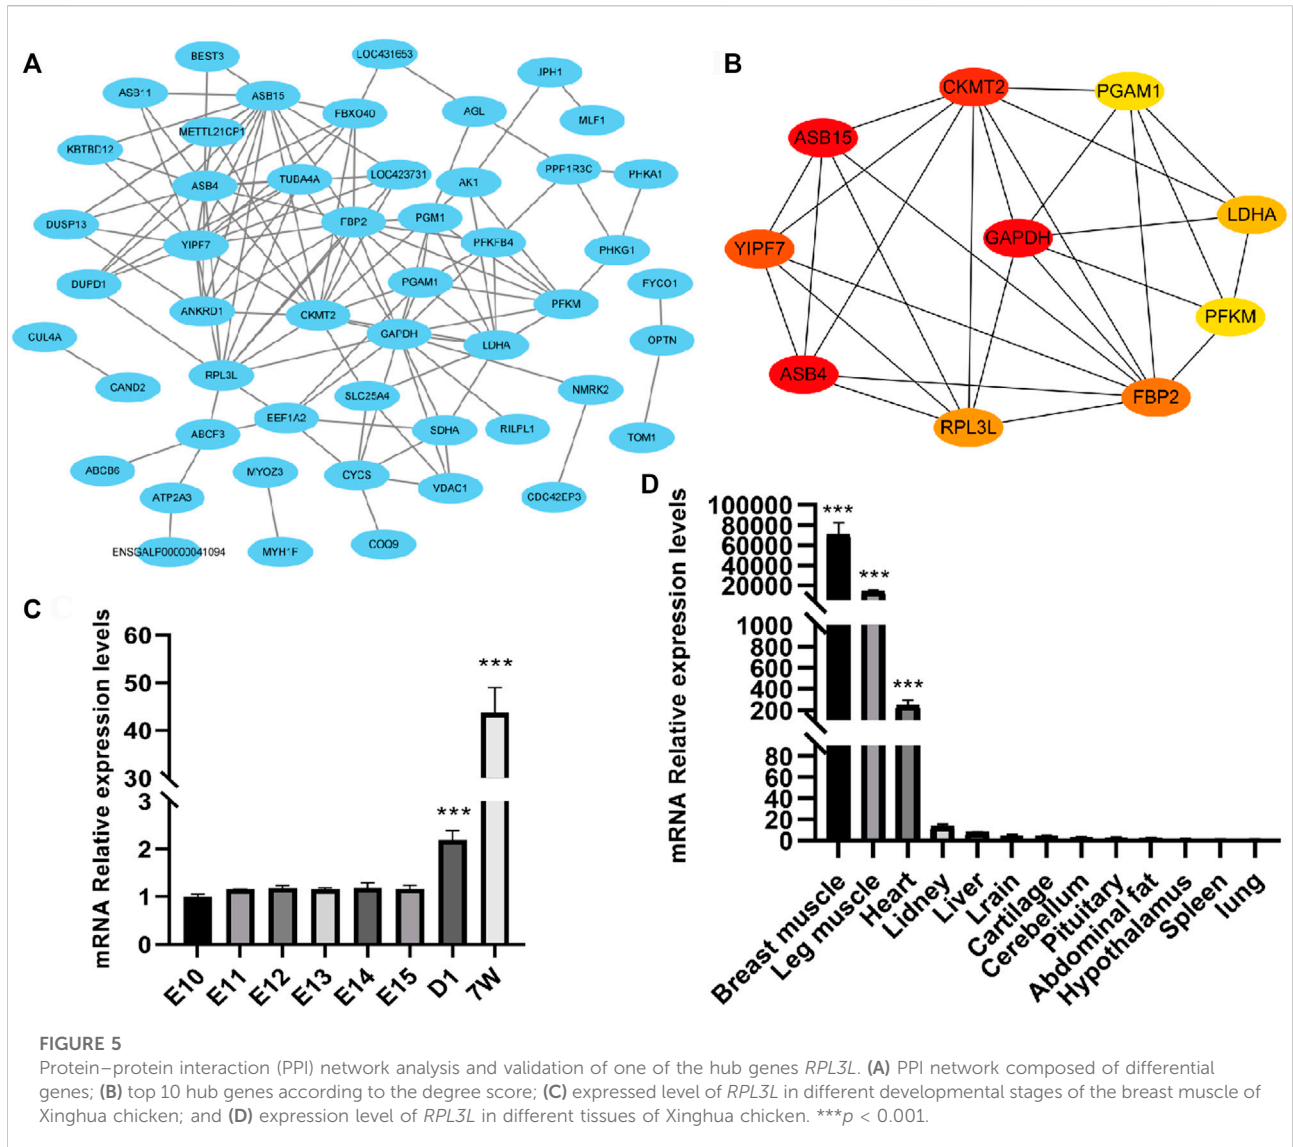 A
BEST3
LOC431653
JPH1
ASB11
ASB15
FBXO40
AGL
MLF1
METTL21CP1
KBTBD12
ASB4
TUBA4A
LOC423731
AK1
PPP1R3C
PHKA1
DUSP13
YIPF7
FBP2
PGM1
PFKFB4
PHKG1
DUPD1
ANKRD1
CKMT2
PGAM1
PFKM
FYCO1
CUL4A
GAPDH
LDHA
OPTN
CAND2
RPL3L
SLC25A4
NMRK2
ABCF3
EEF1A2
SDHA
RILPL1
TOM1
ABCB6
MYOZ3
CYCS
VDAC1
CDC42EP3
ATP2A3
ENSGALP00000041094
MYH1F
COQ9
B
CKMT2
PGAM1
ASB15
LDHA
GAPDH
YIPF7
PFKM
ASB4
FBP2
RPL3L
C
mRNA Relative expression levels
60
50
40
30
3
2
1
0
***
***
E10
E11
E12
E13
E14
E15
D1
7W
D
mRNA Relative expression levels
100000
80000
60000
40000
20000
1000
800
600
400
200
80
60
40
20
0
***
***
***
Breast muscle
Leg muscle
Heart
Lidney
Liver
Lrain
Cartilage
Cerebellum
Pituitary
Abdominal fat
Hypothalamus
Spleen
lung
FIGURE 5
Protein–protein interaction (PPI) network analysis and validation of one of the hub genes RPL3L. (A) PPI network composed of differential
genes; (B) top 10 hub genes according to the degree score; (C) expressed level of RPL3L in different developmental stages of the breast muscle of
Xinghua chicken; and (D) expression level of RPL3L in different tissues of Xinghua chicken. ***p < 0.001.